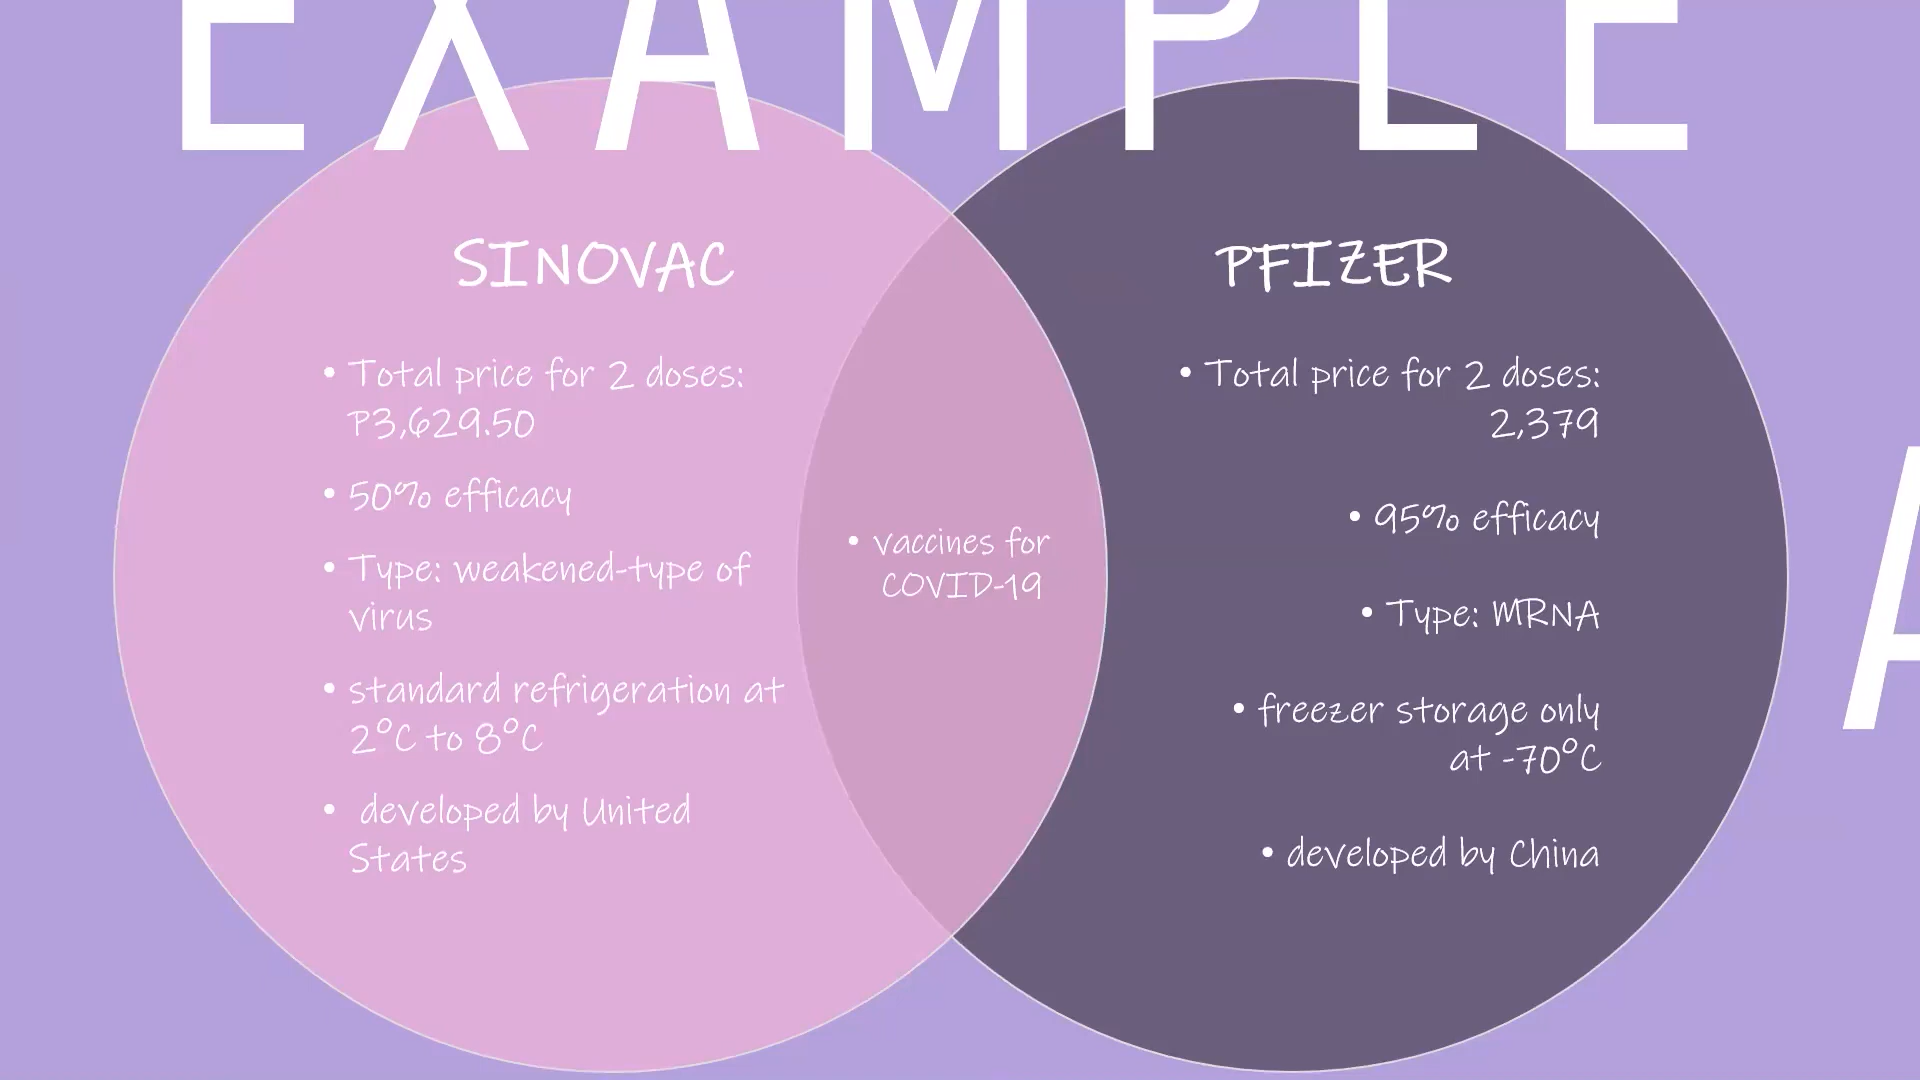 EXAMPLE
SINOVAC
• Total price for 2 doses:
P3,629.50
• 50% efficacy
• Type: weakened-type of
virus
• standard refrigeration at
2°C to 8°C
• developed by United
States
• vaccines for
COVID-19
PFIZER
• Total price for 2 doses:
2,379
• 95% efficacy
• Type: MRNA
• freezer storage only
at -70°C
• developed by China
A